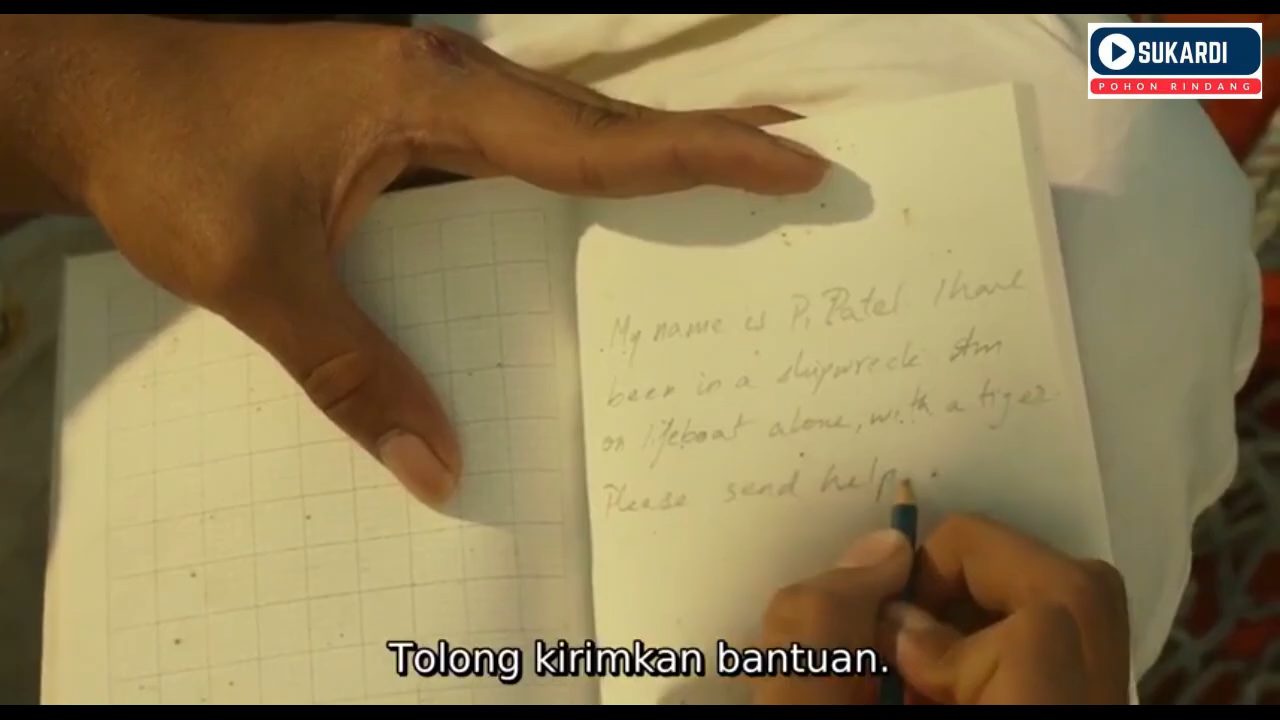 SUKARDI
POHON RINDANG
My name is Pi Patel I have
been in a shipwreck Am
on lifeboat alone, with a tiger
Please send help.
Tolong kirimkan bantuan.